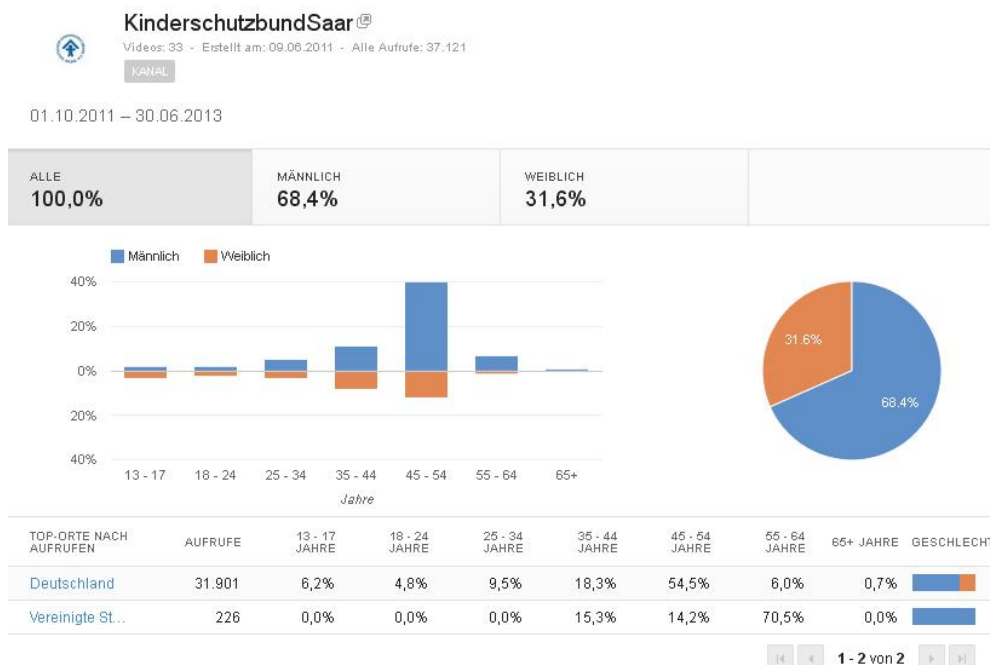 KinderschutzbundSaar
Videos: 33 - Erstellt am: 09.06.2011 - Alle Aufrufe: 37.121
KANAL
01.10.2011 – 30.06.2013
ALLE
100,0%
MÄNNLICH
68,4%
WEIBLICH
31,6%
Männlich Weiblich
40%
20%
0%
20%
40%
13 - 17 18 - 24 25 - 34 35 - 44 45 - 54 55 - 64 65+
Jahre
31.6%
68.4%
TOP-ORTE NACH AUFRUFEN AUFRUFE 13 - 17 JAHRE 18 - 24 JAHRE 25 - 34 JAHRE 35 - 44 JAHRE 45 - 54 JAHRE 55 - 64 JAHRE 65+ JAHRE GESCHLECHT
Deutschland 31.901 6,2% 4,8% 9,5% 18,3% 54,5% 6,0% 0,7%
Vereinigte St... 226 0,0% 0,0% 0,0% 15,3% 14,2% 70,5% 0,0%
1 - 2 von 2